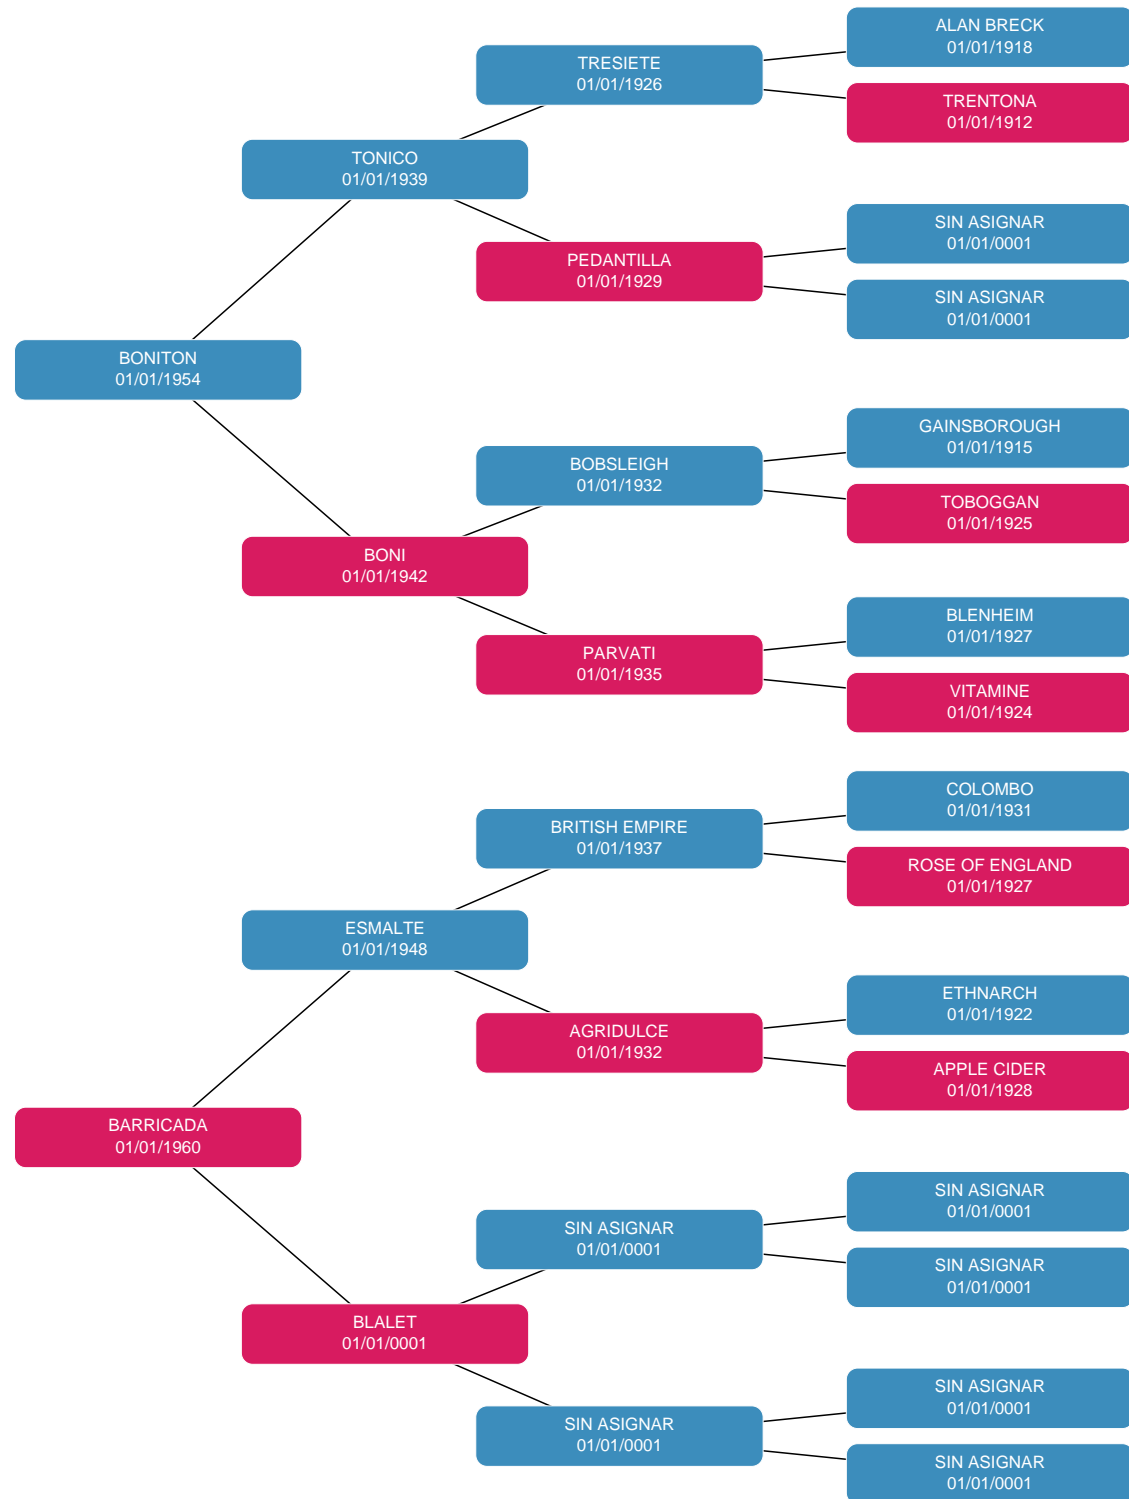 ALAN BRECK
01/01/1918
TRESIETE
01/01/1926
TRENTONA
01/01/1912
TONICO
01/01/1939
SIN ASIGNAR
01/01/0001
PEDANTILLA
01/01/1929
SIN ASIGNAR
01/01/0001
BONITON
01/01/1954
GAINSBOROUGH
01/01/1915
BOBSLEIGH
01/01/1932
TOBOGGAN
01/01/1925
BONI
01/01/1942
BLENHEIM
01/01/1927
PARVATI
01/01/1935
VITAMINE
01/01/1924
COLOMBO
01/01/1931
BRITISH EMPIRE
01/01/1937
ROSE OF ENGLAND
01/01/1927
ESMALTE
01/01/1948
ETHNARCH
01/01/1922
AGRIDULCE
01/01/1932
APPLE CIDER
01/01/1928
BARRICADA
01/01/1960
SIN ASIGNAR
01/01/0001
SIN ASIGNAR
01/01/0001
SIN ASIGNAR
01/01/0001
BLALET
01/01/0001
SIN ASIGNAR
01/01/0001
SIN ASIGNAR
01/01/0001
SIN ASIGNAR
01/01/0001